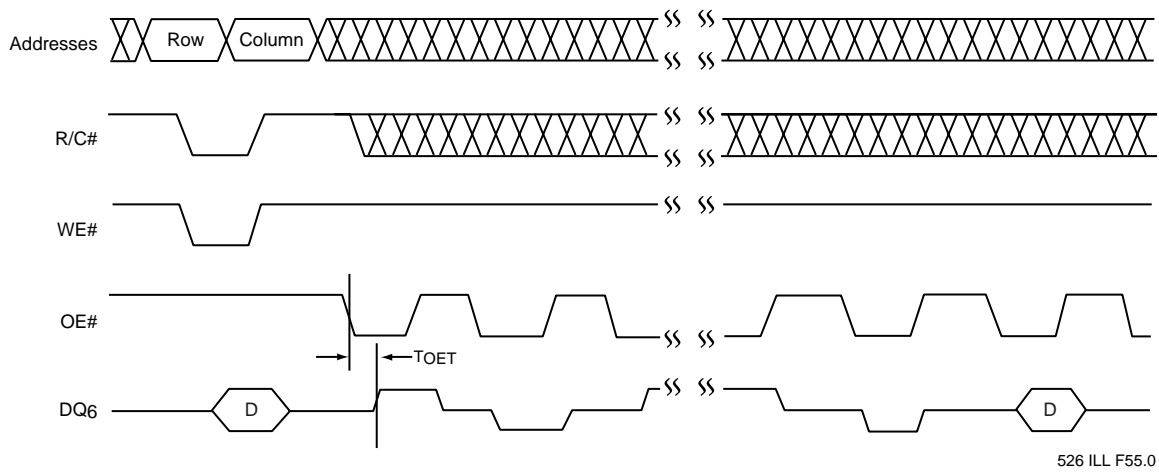 Addresses
Row
Column
R/C#
WE#
OE#
TOET
DQ6
D
D
526 ILL F55.0